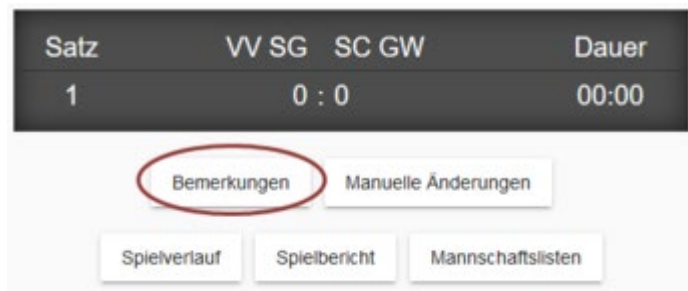 Satz VV SG SC GW Dauer
1 0 : 0 00:00
Bemerkungen Manuelle Änderungen
Spielverlauf Spielbericht Mannschaftslisten